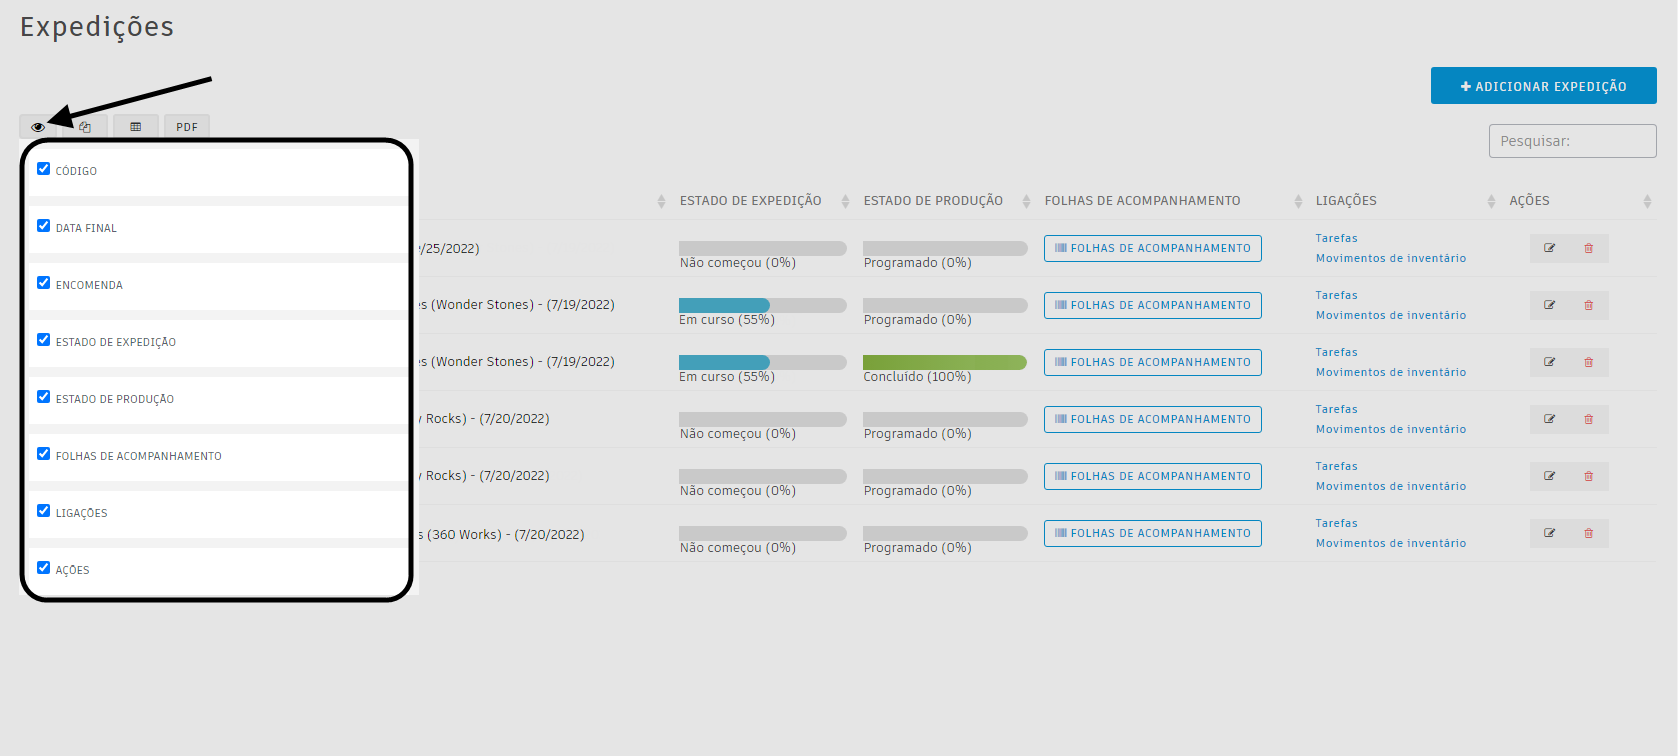 Expedições
ADICIONAR EXPEDIÇÃO
PDF
Pesquisar:
CÓDIGO
DATA FINAL
ENCOMENDA
ESTADO DE EXPEDIÇÃO
ESTADO DE PRODUÇÃO
FOLHAS DE ACOMPANHAMENTO
LIGAÇÕES
AÇÕES
ESTADO DE EXPEDIÇÃO ESTADO DE PRODUÇÃO FOLHAS DE ACOMPANHAMENTO LIGAÇÕES AÇÕES
/25/2022) FOLHAS DE ACOMPANHAMENTO Tarefas
Não começou (0%) Programado (0%) Movimentos de inventário
s (Wonder Stones) - (7/19/2022) FOLHAS DE ACOMPANHAMENTO Tarefas
Em curso (55%) Programado (0%) Movimentos de inventário
s (Wonder Stones) - (7/19/2022) FOLHAS DE ACOMPANHAMENTO Tarefas
Em curso (55%) Concluído (100%) Movimentos de inventário
Rocks) - (7/20/2022) FOLHAS DE ACOMPANHAMENTO Tarefas
Não começou (0%) Programado (0%) Movimentos de inventário
Rocks) - (7/20/2022) FOLHAS DE ACOMPANHAMENTO Tarefas
Não começou (0%) Programado (0%) Movimentos de inventário
s (360 Works) - (7/20/2022) FOLHAS DE ACOMPANHAMENTO Tarefas
Não começou (0%) Programado (0%) Movimentos de inventário